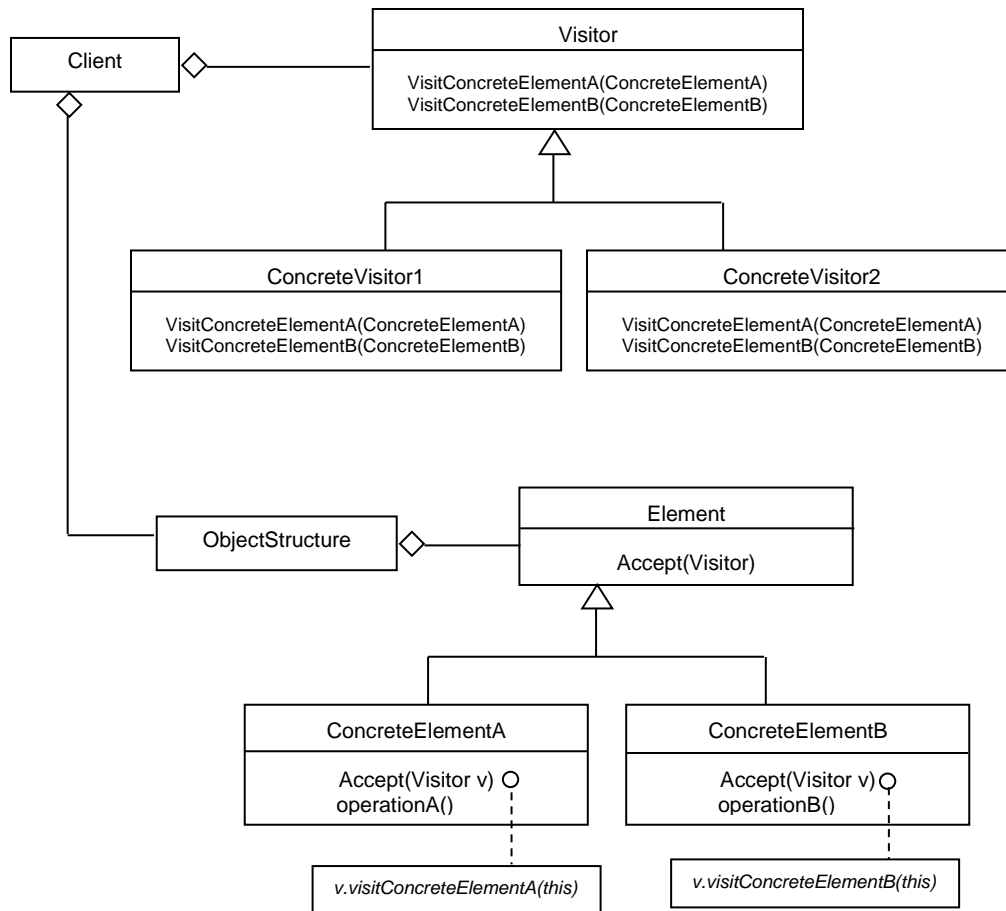 Visitor
Client
VisitConcreteElementA(ConcreteElementA)
VisitConcreteElementB(ConcreteElementB)
ConcreteVisitor1
VisitConcreteElementA(ConcreteElementA)
VisitConcreteElementB(ConcreteElementB)
ConcreteVisitor2
VisitConcreteElementA(ConcreteElementA)
VisitConcreteElementB(ConcreteElementB)
ObjectStructure
Element
Accept(Visitor)
ConcreteElementA
Accept(Visitor v)
operationA()
v.visitConcreteElementA(this)
ConcreteElementB
Accept(Visitor v)
operationB()
v.visitConcreteElementB(this)